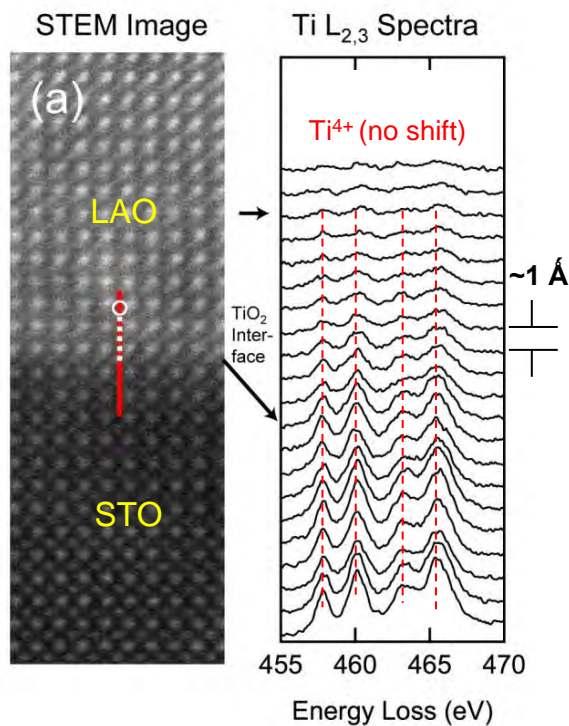 STEM Image
Ti L2,3 Spectra
(a)
LAO
STO
TiO2
Inter-
face
Ti4+ (no shift)
~1 Ǻ
455 460 465 470
Energy Loss (eV)